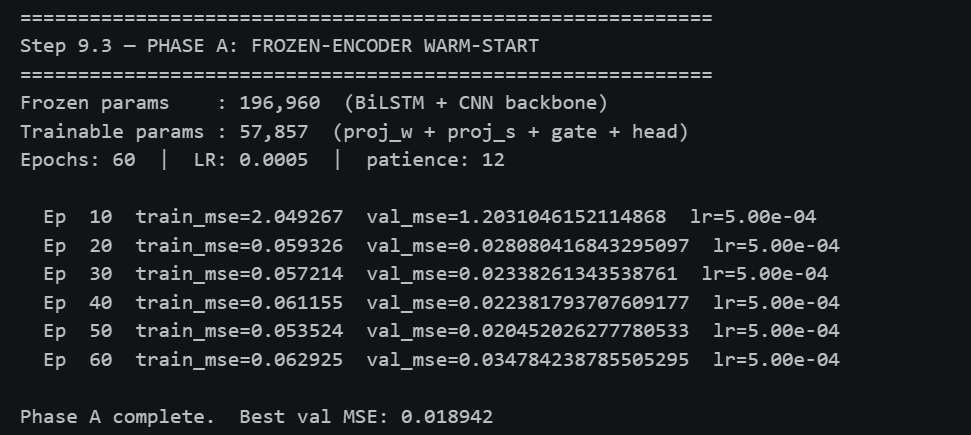 ============================================================
Step 9.3 — PHASE A: FROZEN-ENCODER WARM-START
============================================================
Frozen params    : 196,960  (BiLSTM + CNN backbone)
Trainable params : 57,857  (proj_w + proj_s + gate + head)
Epochs: 60  |  LR: 0.0005  |  patience: 12

  Ep  10  train_mse=2.049267  val_mse=1.2031046152114868  lr=5.00e-04
  Ep  20  train_mse=0.059326  val_mse=0.028080416843295097  lr=5.00e-04
  Ep  30  train_mse=0.057214  val_mse=0.02338261343538761  lr=5.00e-04
  Ep  40  train_mse=0.061155  val_mse=0.022381793707609177  lr=5.00e-04
  Ep  50  train_mse=0.053524  val_mse=0.020452026277780533  lr=5.00e-04
  Ep  60  train_mse=0.062925  val_mse=0.034784238785505295  lr=5.00e-04

Phase A complete.  Best val MSE: 0.018942